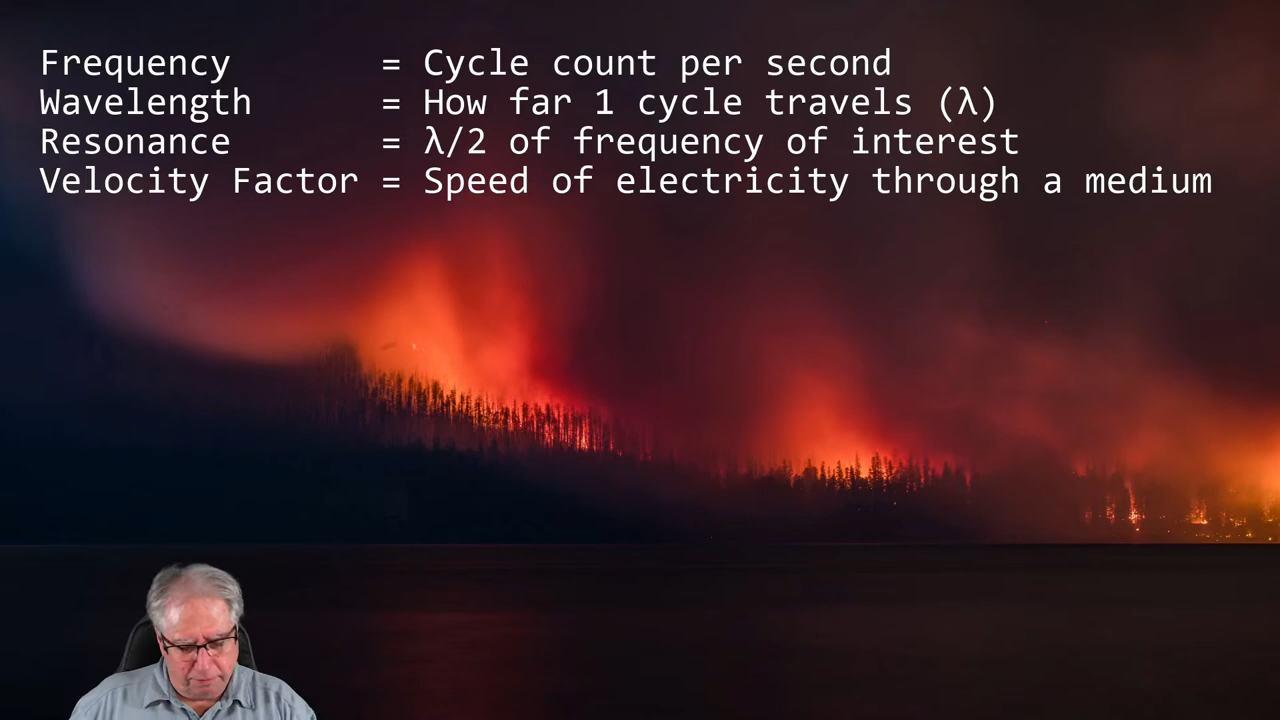 Frequency = Cycle count per second
Wavelength = How far 1 cycle travels (λ)
Resonance = λ/2 of frequency of interest
Velocity Factor = Speed of electricity through a medium